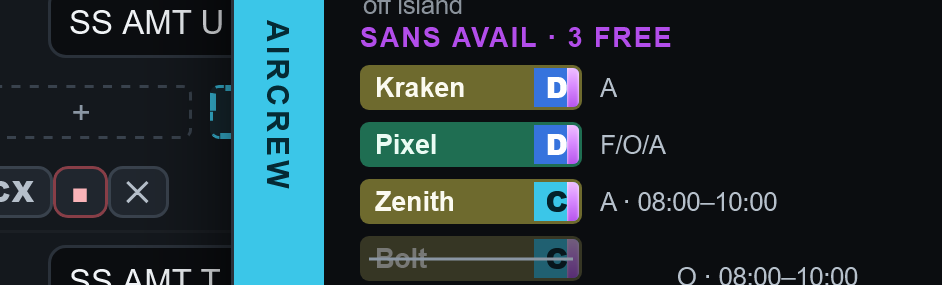 off Island
SS AMT U
SANS AVAIL · 3 FREE
AIRCREW
Kraken D A
+
Pixel D F/O/A
CX ■ ×
Zenith C A · 08:00–10:00
Bolt C O · 08:00–10:00
SS AMT T